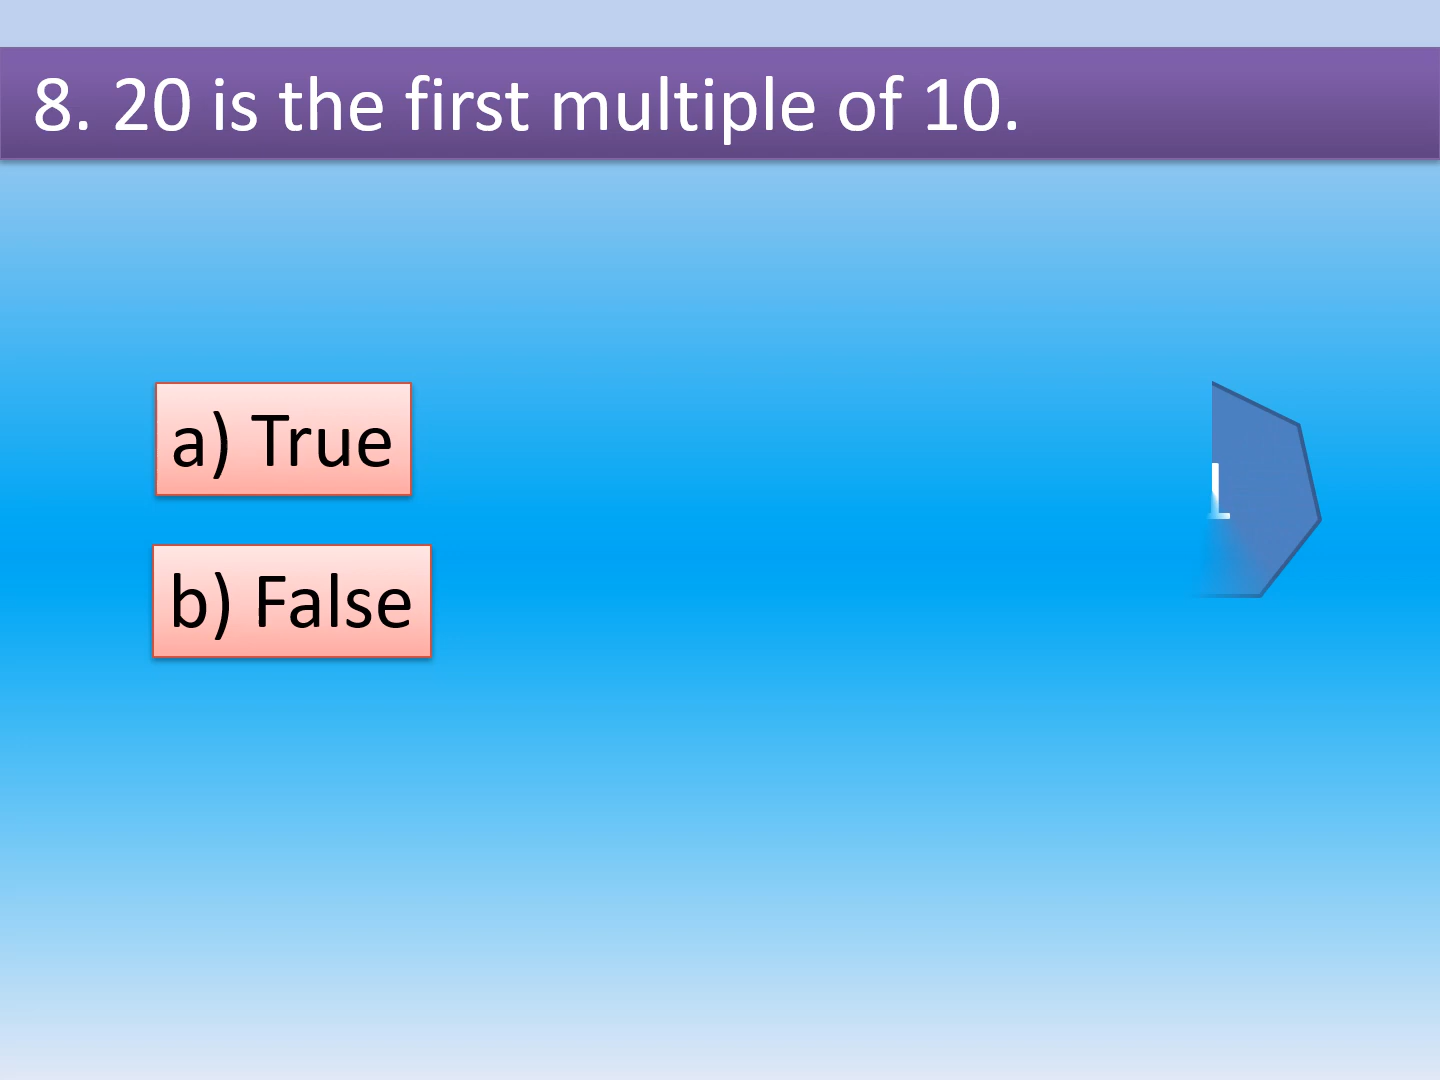 8. 20 is the first multiple of 10.
a) True
b) False